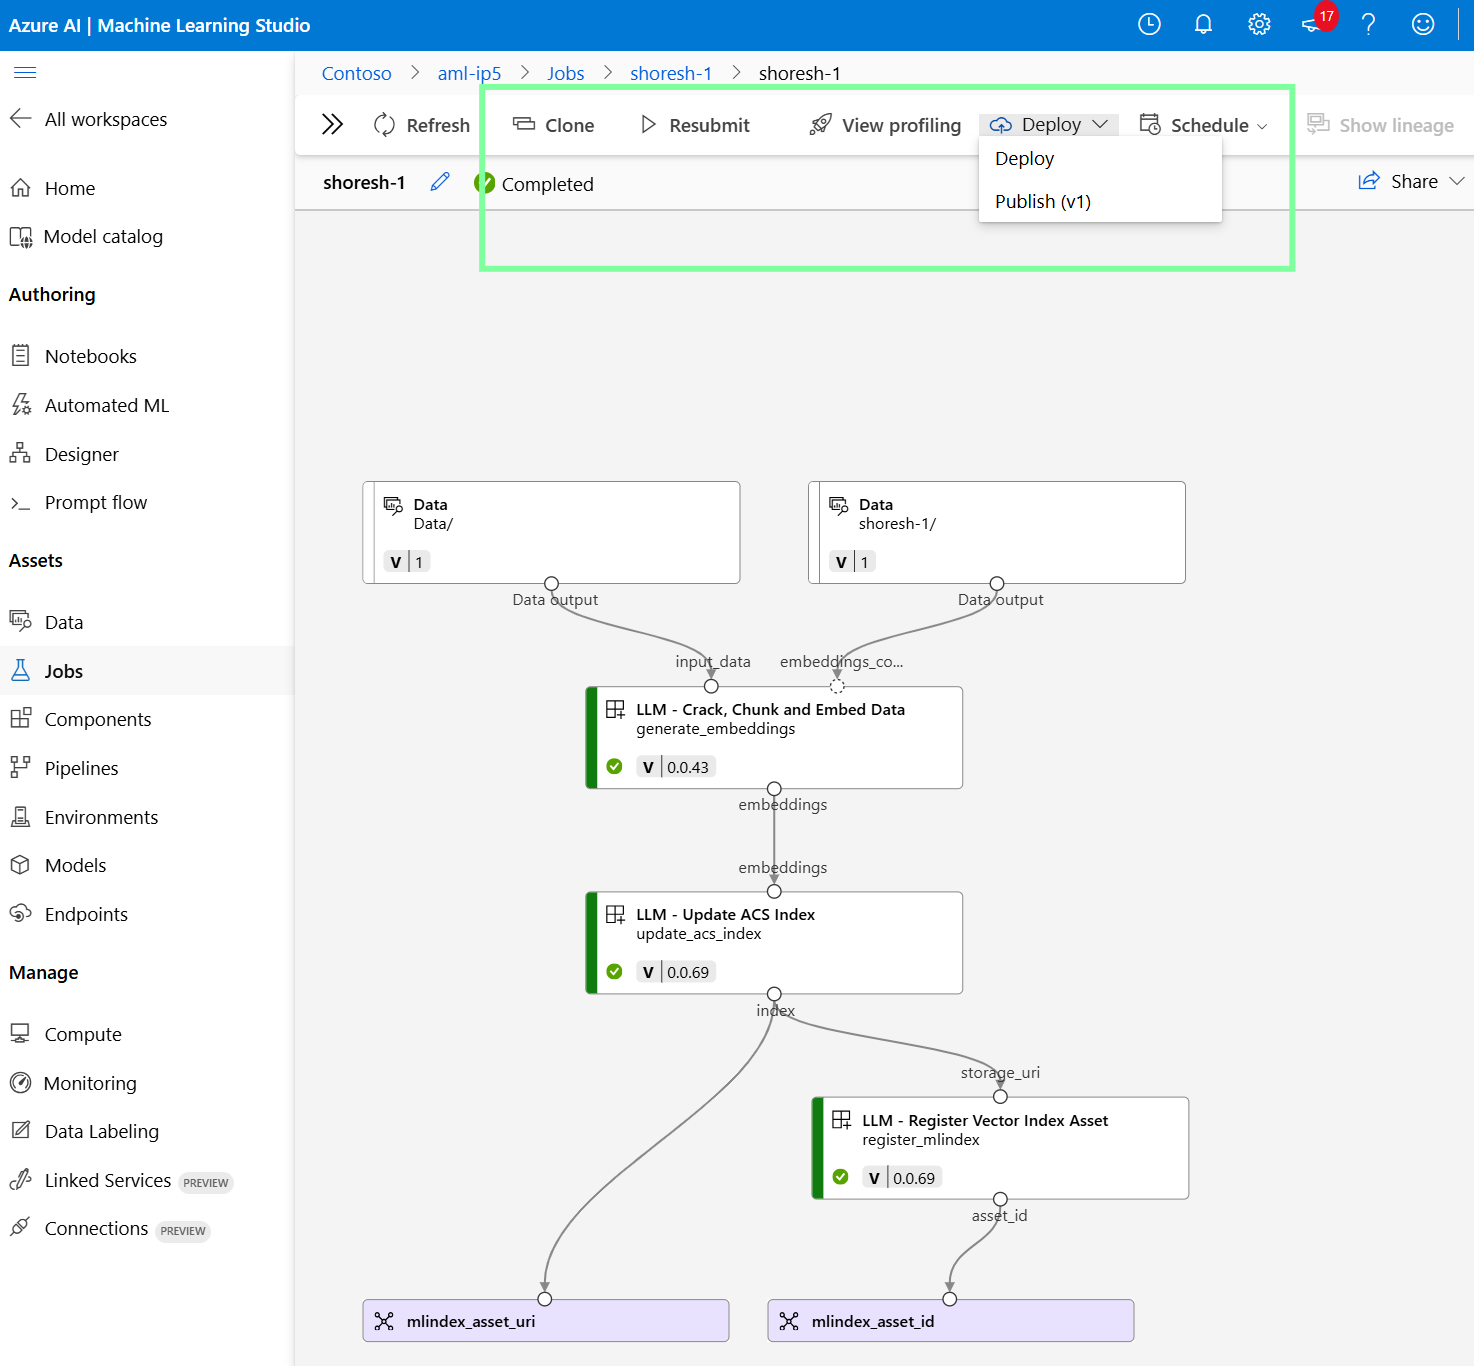 Azure AI | Machine Learning Studio
17
Contoso > aml-ip5 > Jobs > shoresh-1 > shoresh-1
All workspaces
Home
Model catalog
Authoring
Notebooks
Automated ML
Designer
Prompt flow
Assets
Data
Jobs
Components
Pipelines
Environments
Models
Endpoints
Manage
Compute
Monitoring
Data Labeling
Linked Services PREVIEW
Connections PREVIEW
Refresh Clone Resubmit View profiling Deploy Schedule Show lineage
Deploy
Publish (v1)
shoresh-1 Completed Share
Data
Data/
V 1
Data output
Data
shoresh-1/
V 1
Data output
input_data
embeddings_co...
LLM - Crack, Chunk and Embed Data
generate_embeddings
V 0.0.43
embeddings
embeddings
LLM - Update ACS Index
update_acs_index
V 0.0.69
index
storage_uri
LLM - Register Vector Index Asset
register_mlindex
V 0.0.69
asset_id
mlindex_asset_uri
mlindex_asset_id